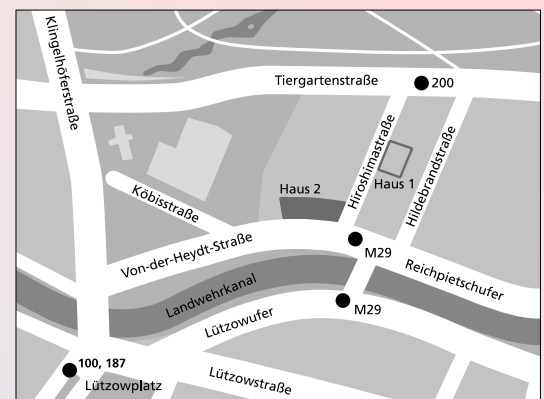 Klingelhöferstraße
Tiergartenstraße
200
Hiroshimastraße
Haus 1
Hildebrandstraße
Haus 2
Köbisstraße
Von-der-Heydt-Straße
M29
Reichpietschufer
Landwehrkanal
M29
Lützowufer
100, 187
Lützowplatz
Lützowstraße